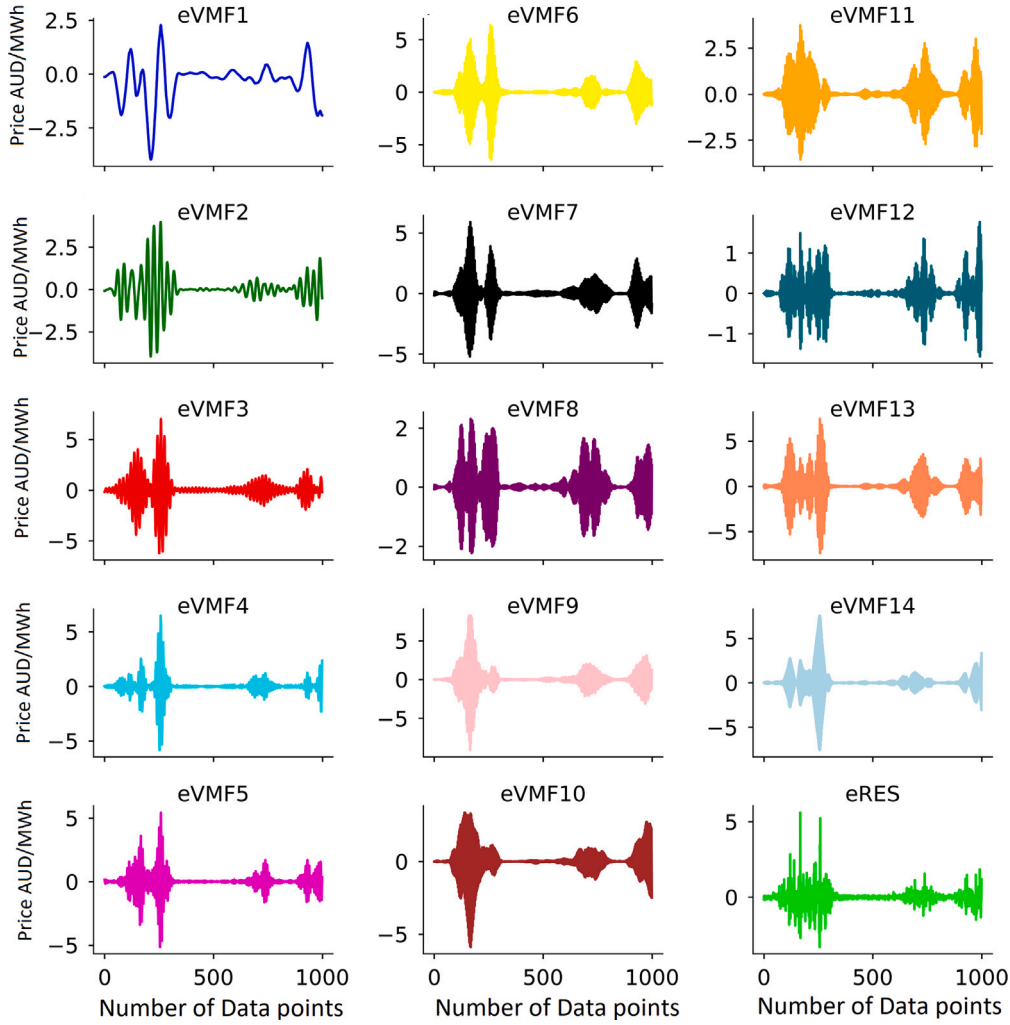 eVMF1
eVMF6
eVMF11
Price AUD/MWh
2.5
0.0
−2.5
5
0
−5
2.5
0.0
−2.5
eVMF2
eVMF7
eVMF12
Price AUD/MWh
2.5
0.0
−2.5
5
0
−5
1
0
−1
eVMF3
eVMF8
eVMF13
Price AUD/MWh
5
0
−5
2
0
−2
5
0
−5
eVMF4
eVMF9
eVMF14
Price AUD/MWh
5
0
−5
5
0
−5
5
0
−5
eVMF5
eVMF10
eRES
Price AUD/MWh
5
0
−5
0
−5
5
0
0 500 1000
0 500 1000
0 500 1000
Number of Data points
Number of Data points
Number of Data points